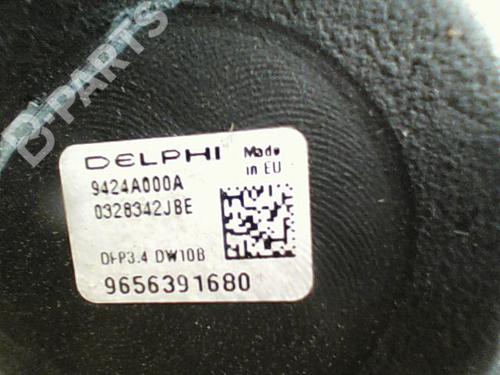 B-PARTS
DELPHI Made
in EU
9424A000A
0328342JBE
DFP3.4 DW10B
9656391680